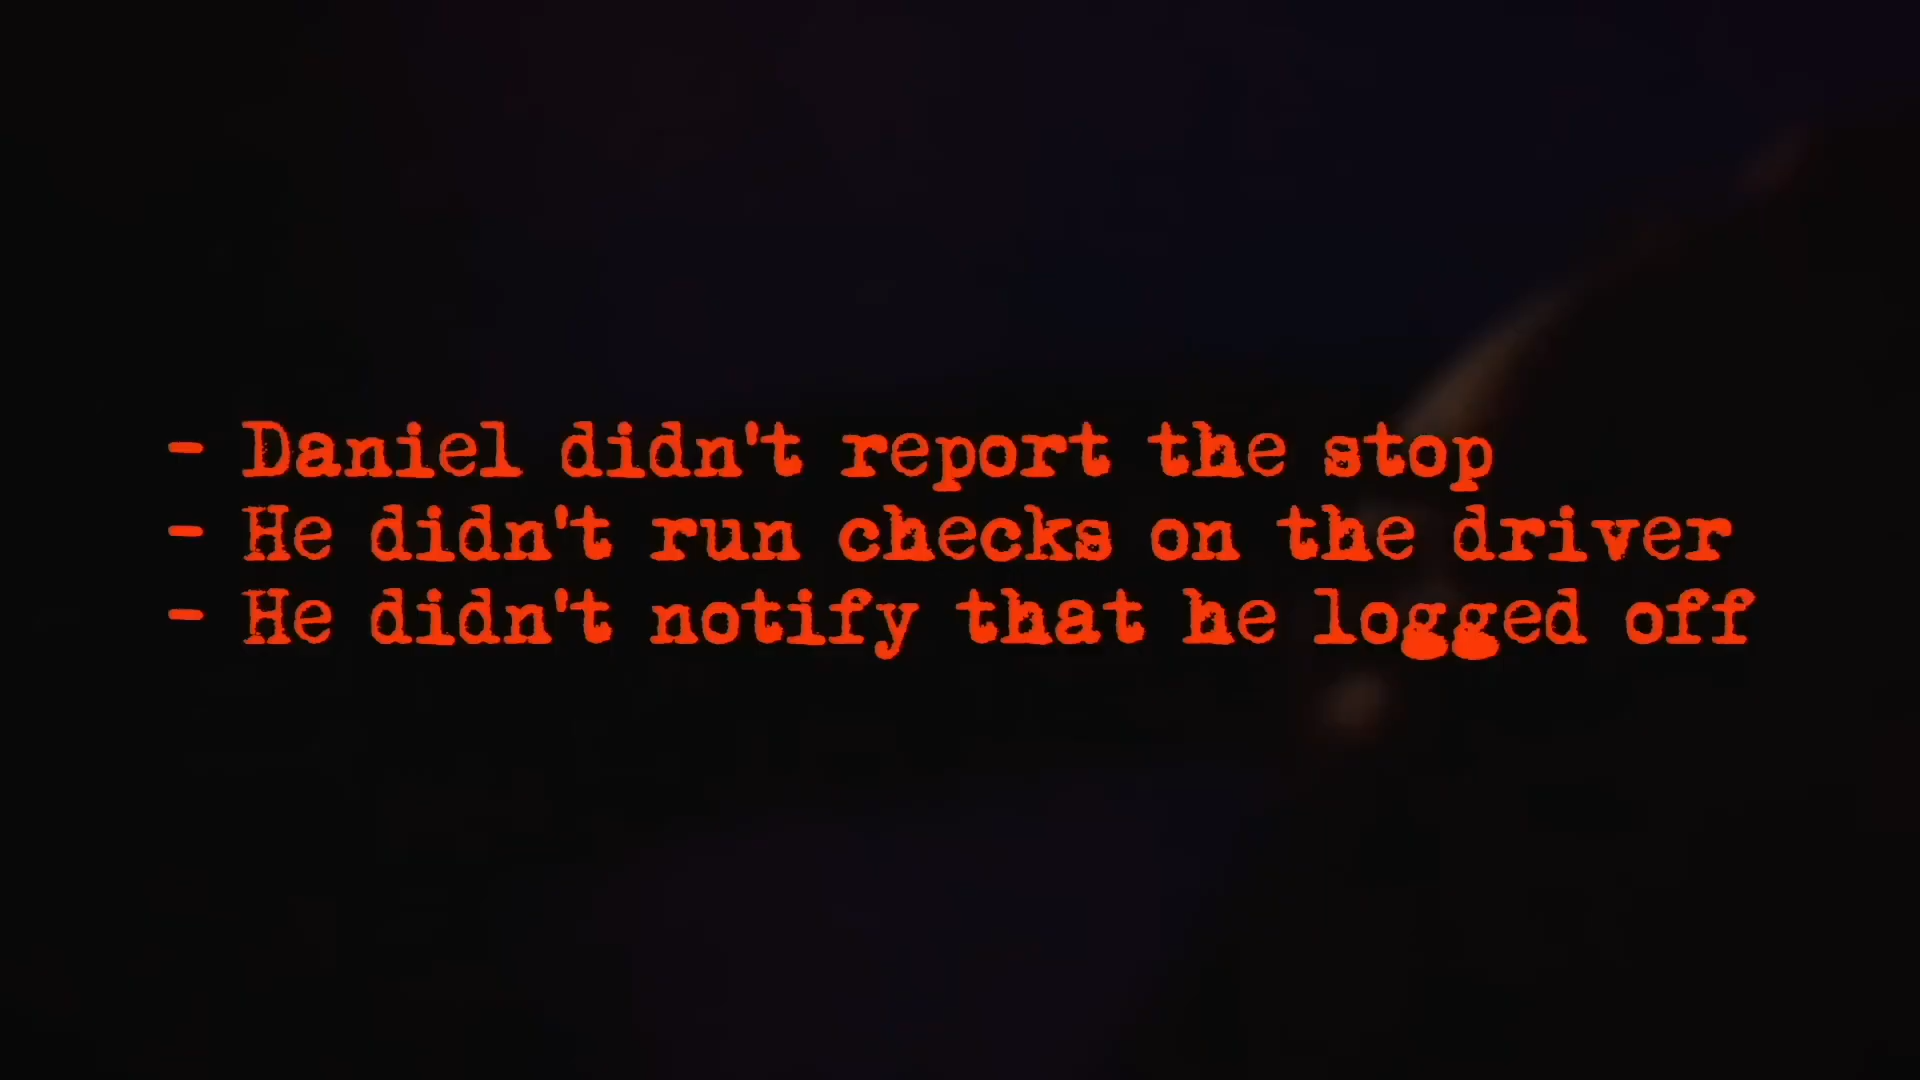 - Daniel didn't report the stop
- He didn't run checks on the driver
- He didn't notify that he logged off